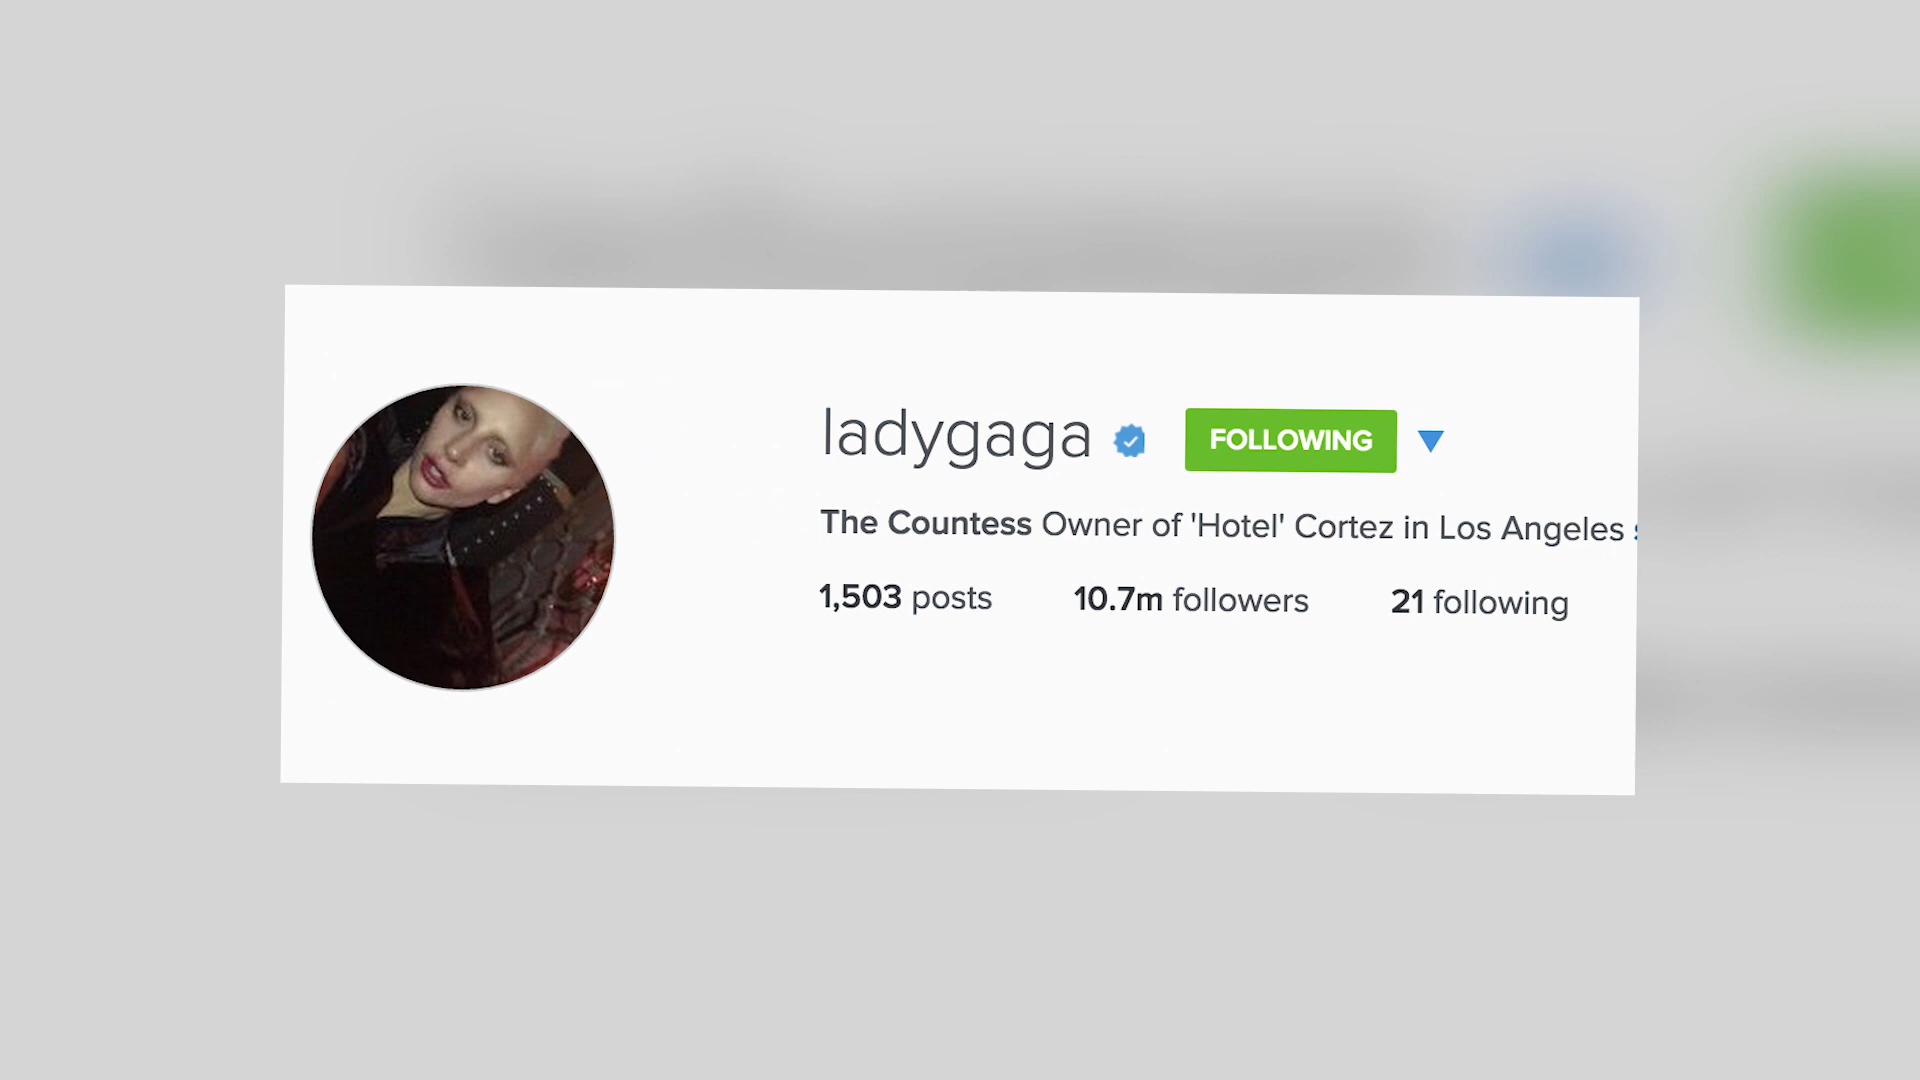 ladygaga FOLLOWING
The Countess Owner of 'Hotel' Cortez in Los Angeles
1,503 posts 10.7m followers 21 following